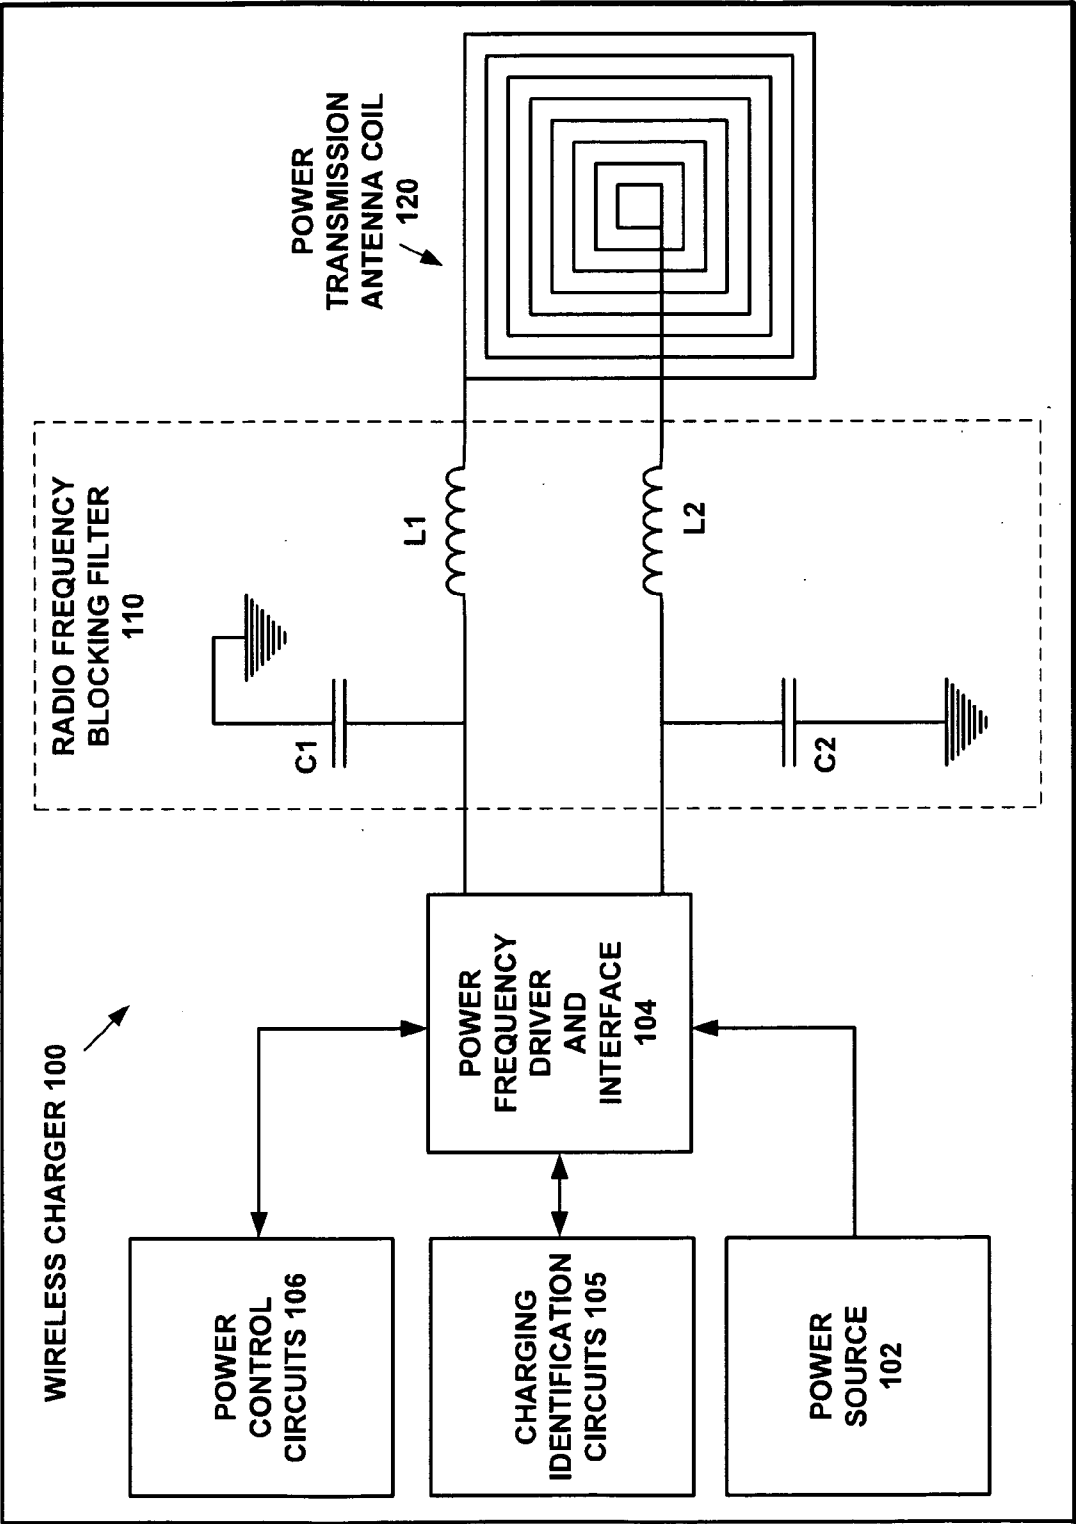 WIRELESS CHARGER 100
POWER
CONTROL
CIRCUITS 106
CHARGING
IDENTIFICATION
CIRCUITS 105
POWER
SOURCE
102
POWER
FREQUENCY
DRIVER
AND
INTERFACE
104
RADIO FREQUENCY
BLOCKING FILTER
110
C1
L1
L2
C2
POWER
TRANSMISSION
ANTENNA COIL
120